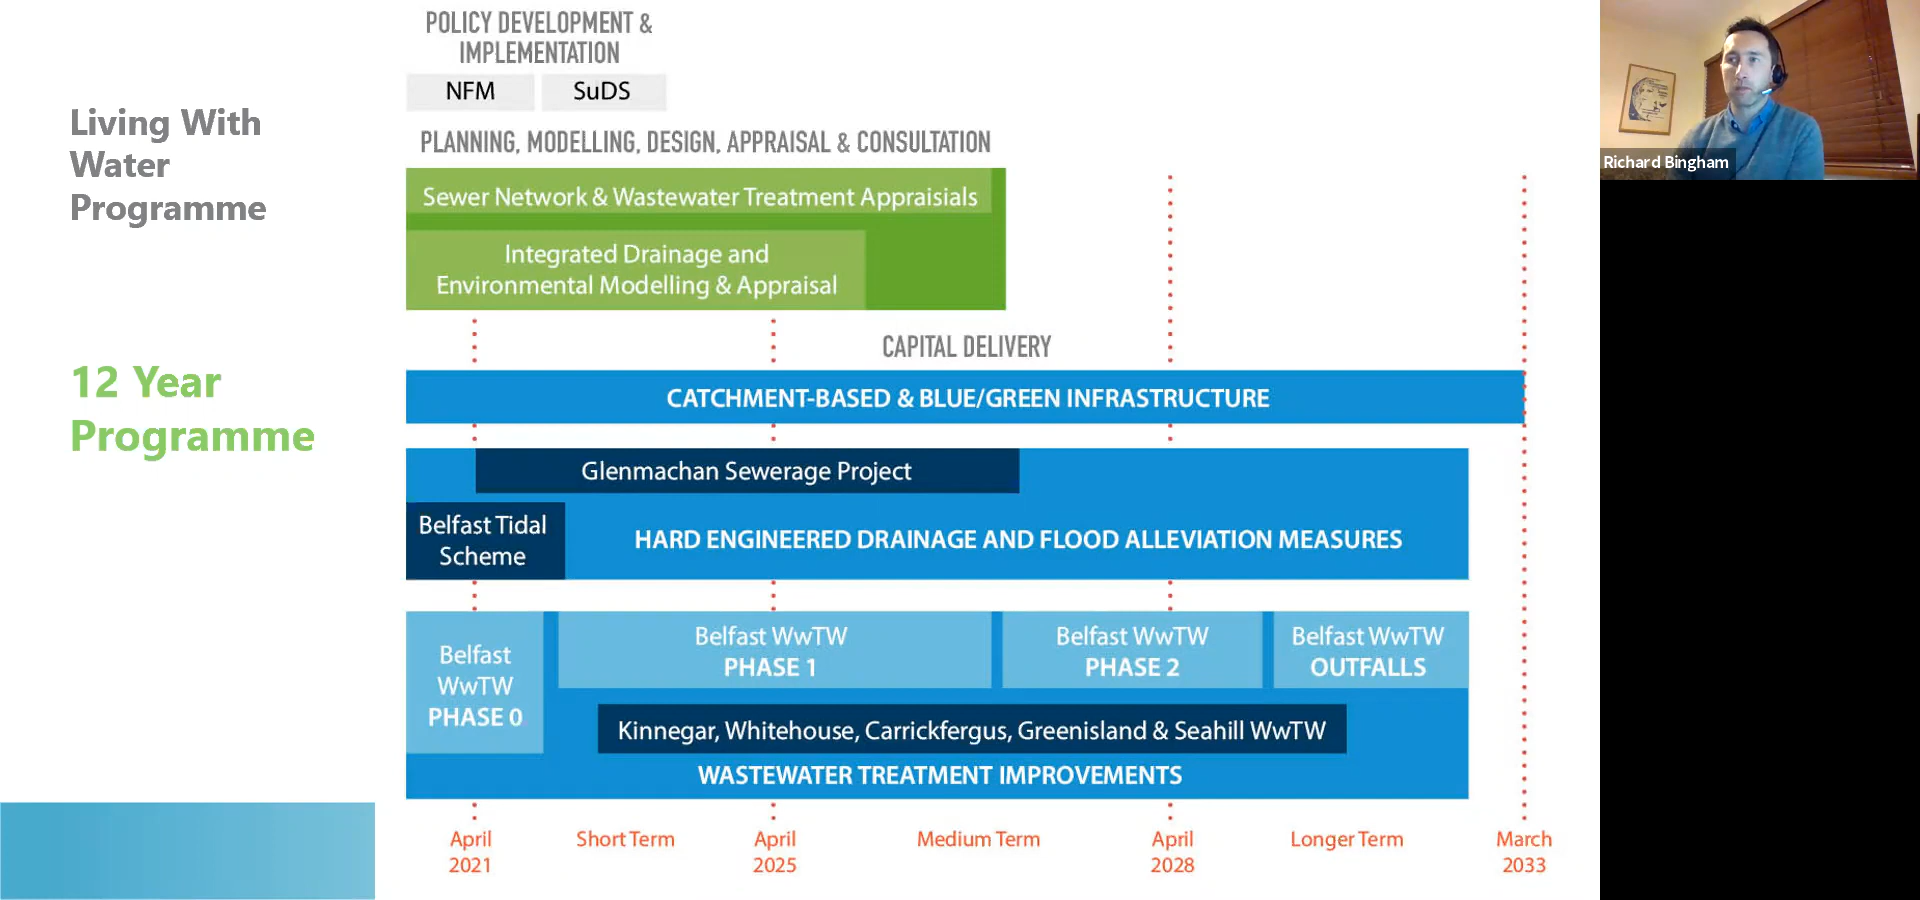 Living With
Water
Programme
12 Year
Programme
POLICY DEVELOPMENT &
IMPLEMENTATION
NFM
SuDS
PLANNING, MODELLING, DESIGN, APPRAISAL & CONSULTATION
Sewer Network & Wastewater Treatment Appraisials
Integrated Drainage and
Environmental Modelling & Appraisal
CAPITAL DELIVERY
CATCHMENT-BASED & BLUE/GREEN INFRASTRUCTURE
Glenmachan Sewerage Project
Belfast Tidal
Scheme
HARD ENGINEERED DRAINAGE AND FLOOD ALLEVIATION MEASURES
Belfast
WwTW
PHASE 0
Belfast WwTW
PHASE 1
Belfast WwTW
PHASE 2
Belfast WwTW
OUTFALLS
Kinnegar, Whitehouse, Carrickfergus, Greenisland & Seahill WwTW
WASTEWATER TREATMENT IMPROVEMENTS
April
2021
Short Term
April
2025
Medium Term
April
2028
Longer Term
March
2033
Richard Bingham